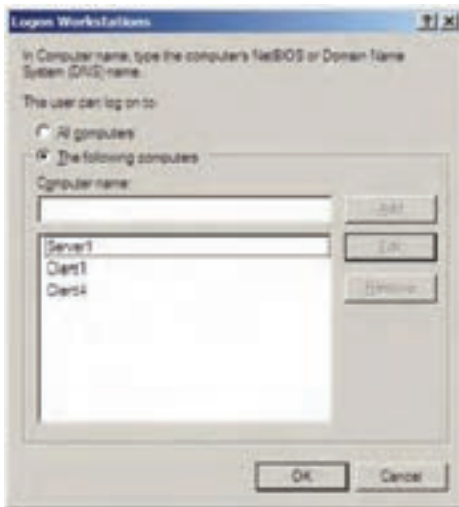 Logon Workstations
In Computer name, type the computer's NetBIOS or Domain Name
System (DNS) name.
This user can log on to:
All computers
The following computers
Computer name:
Add
Server1
Edit
Client1
Client4
Remove
OK
Cancel